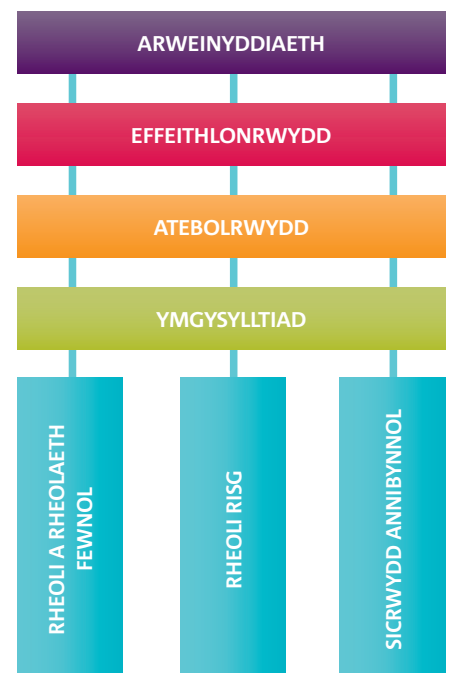 ARWEINYDDIAETH
EFFEITHLONRWYDD
ATEBOLRWYDD
YMGYSYLLTIAD
RHEOLI A RHEOLAETH
FEWNOL
RHEOLI RISG
SICRWYDD ANNIBYNNOL